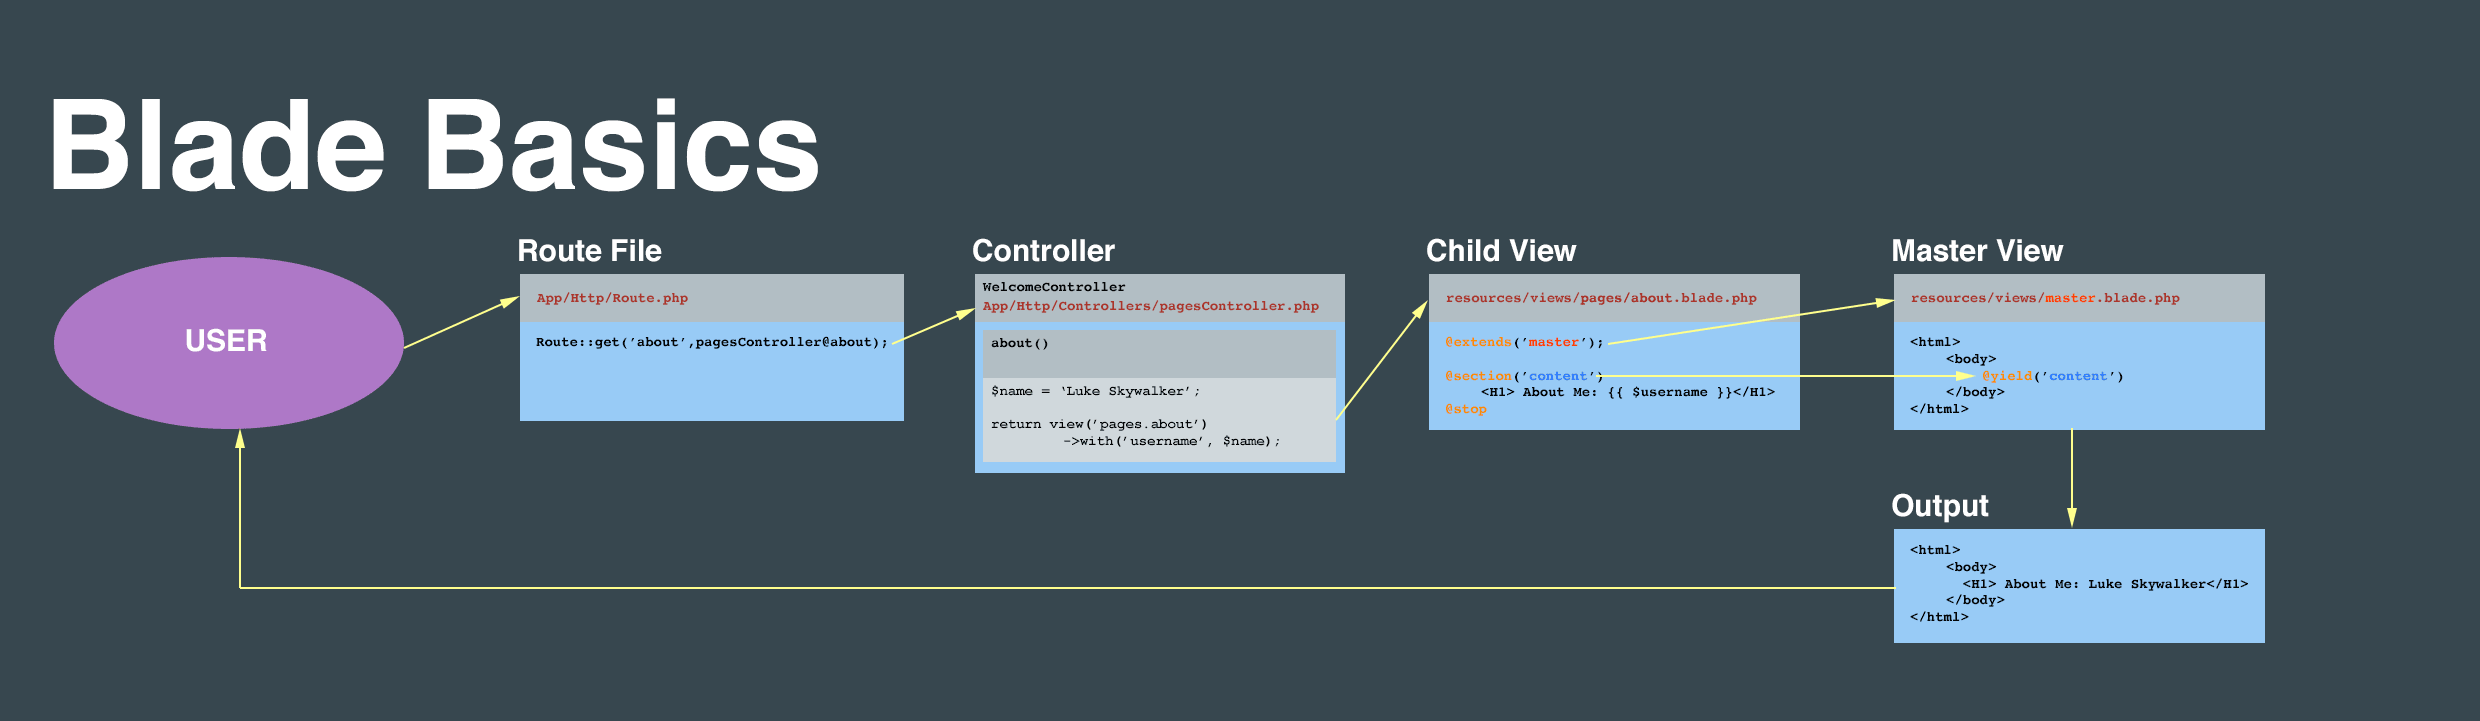 Blade Basics
USER
Route File
App/Http/Route.php
Route::get(’about’,pagesController@about);
Controller
WelcomeController
App/Http/Controllers/pagesController.php
about()
$name = ‘Luke Skywalker’;
return view(’pages.about’)
->with(’username’, $name);
Child View
resources/views/pages/about.blade.php
@extends(’master’);
@section(’content’)
<H1> About Me: {{ $username }}</H1>
@stop
Master View
resources/views/master.blade.php
<html>
<body>
@yield(’content’)
</body>
</html>
Output
<html>
<body>
<H1> About Me: Luke Skywalker</H1>
</body>
</html>